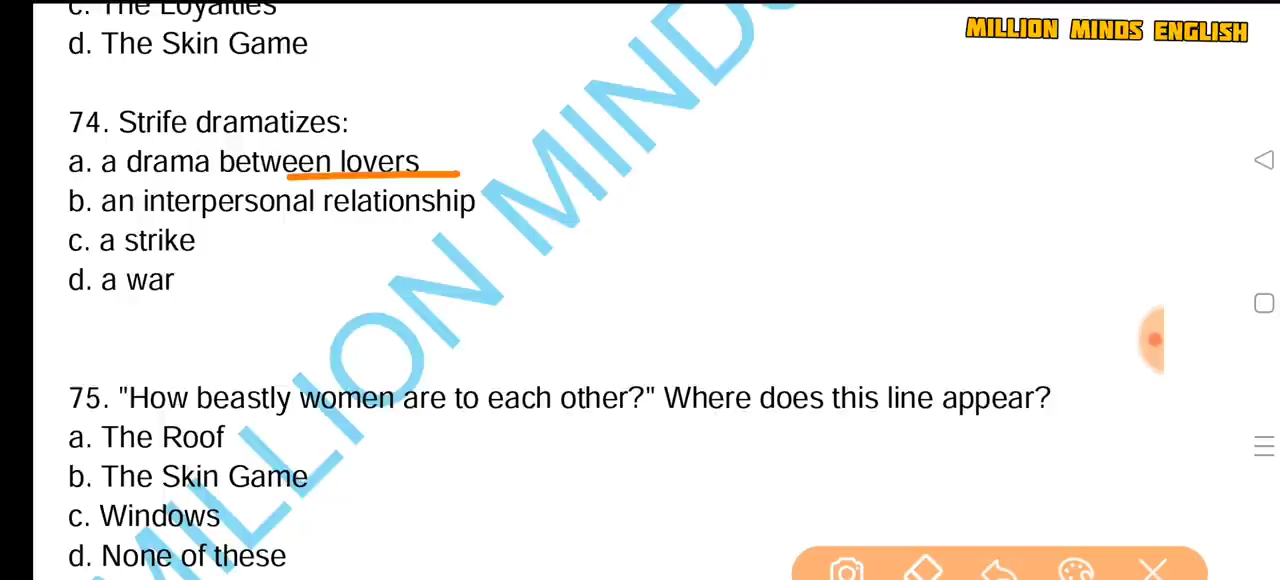 c. The Loyalties
d. The Skin Game
MILLION MINDS ENGLISH
74. Strife dramatizes:
a. a drama between lovers
b. an interpersonal relationship
c. a strike
d. a war
75. "How beastly women are to each other?" Where does this line appear?
a. The Roof
b. The Skin Game
c. Windows
d. None of these
MILLION MINDS